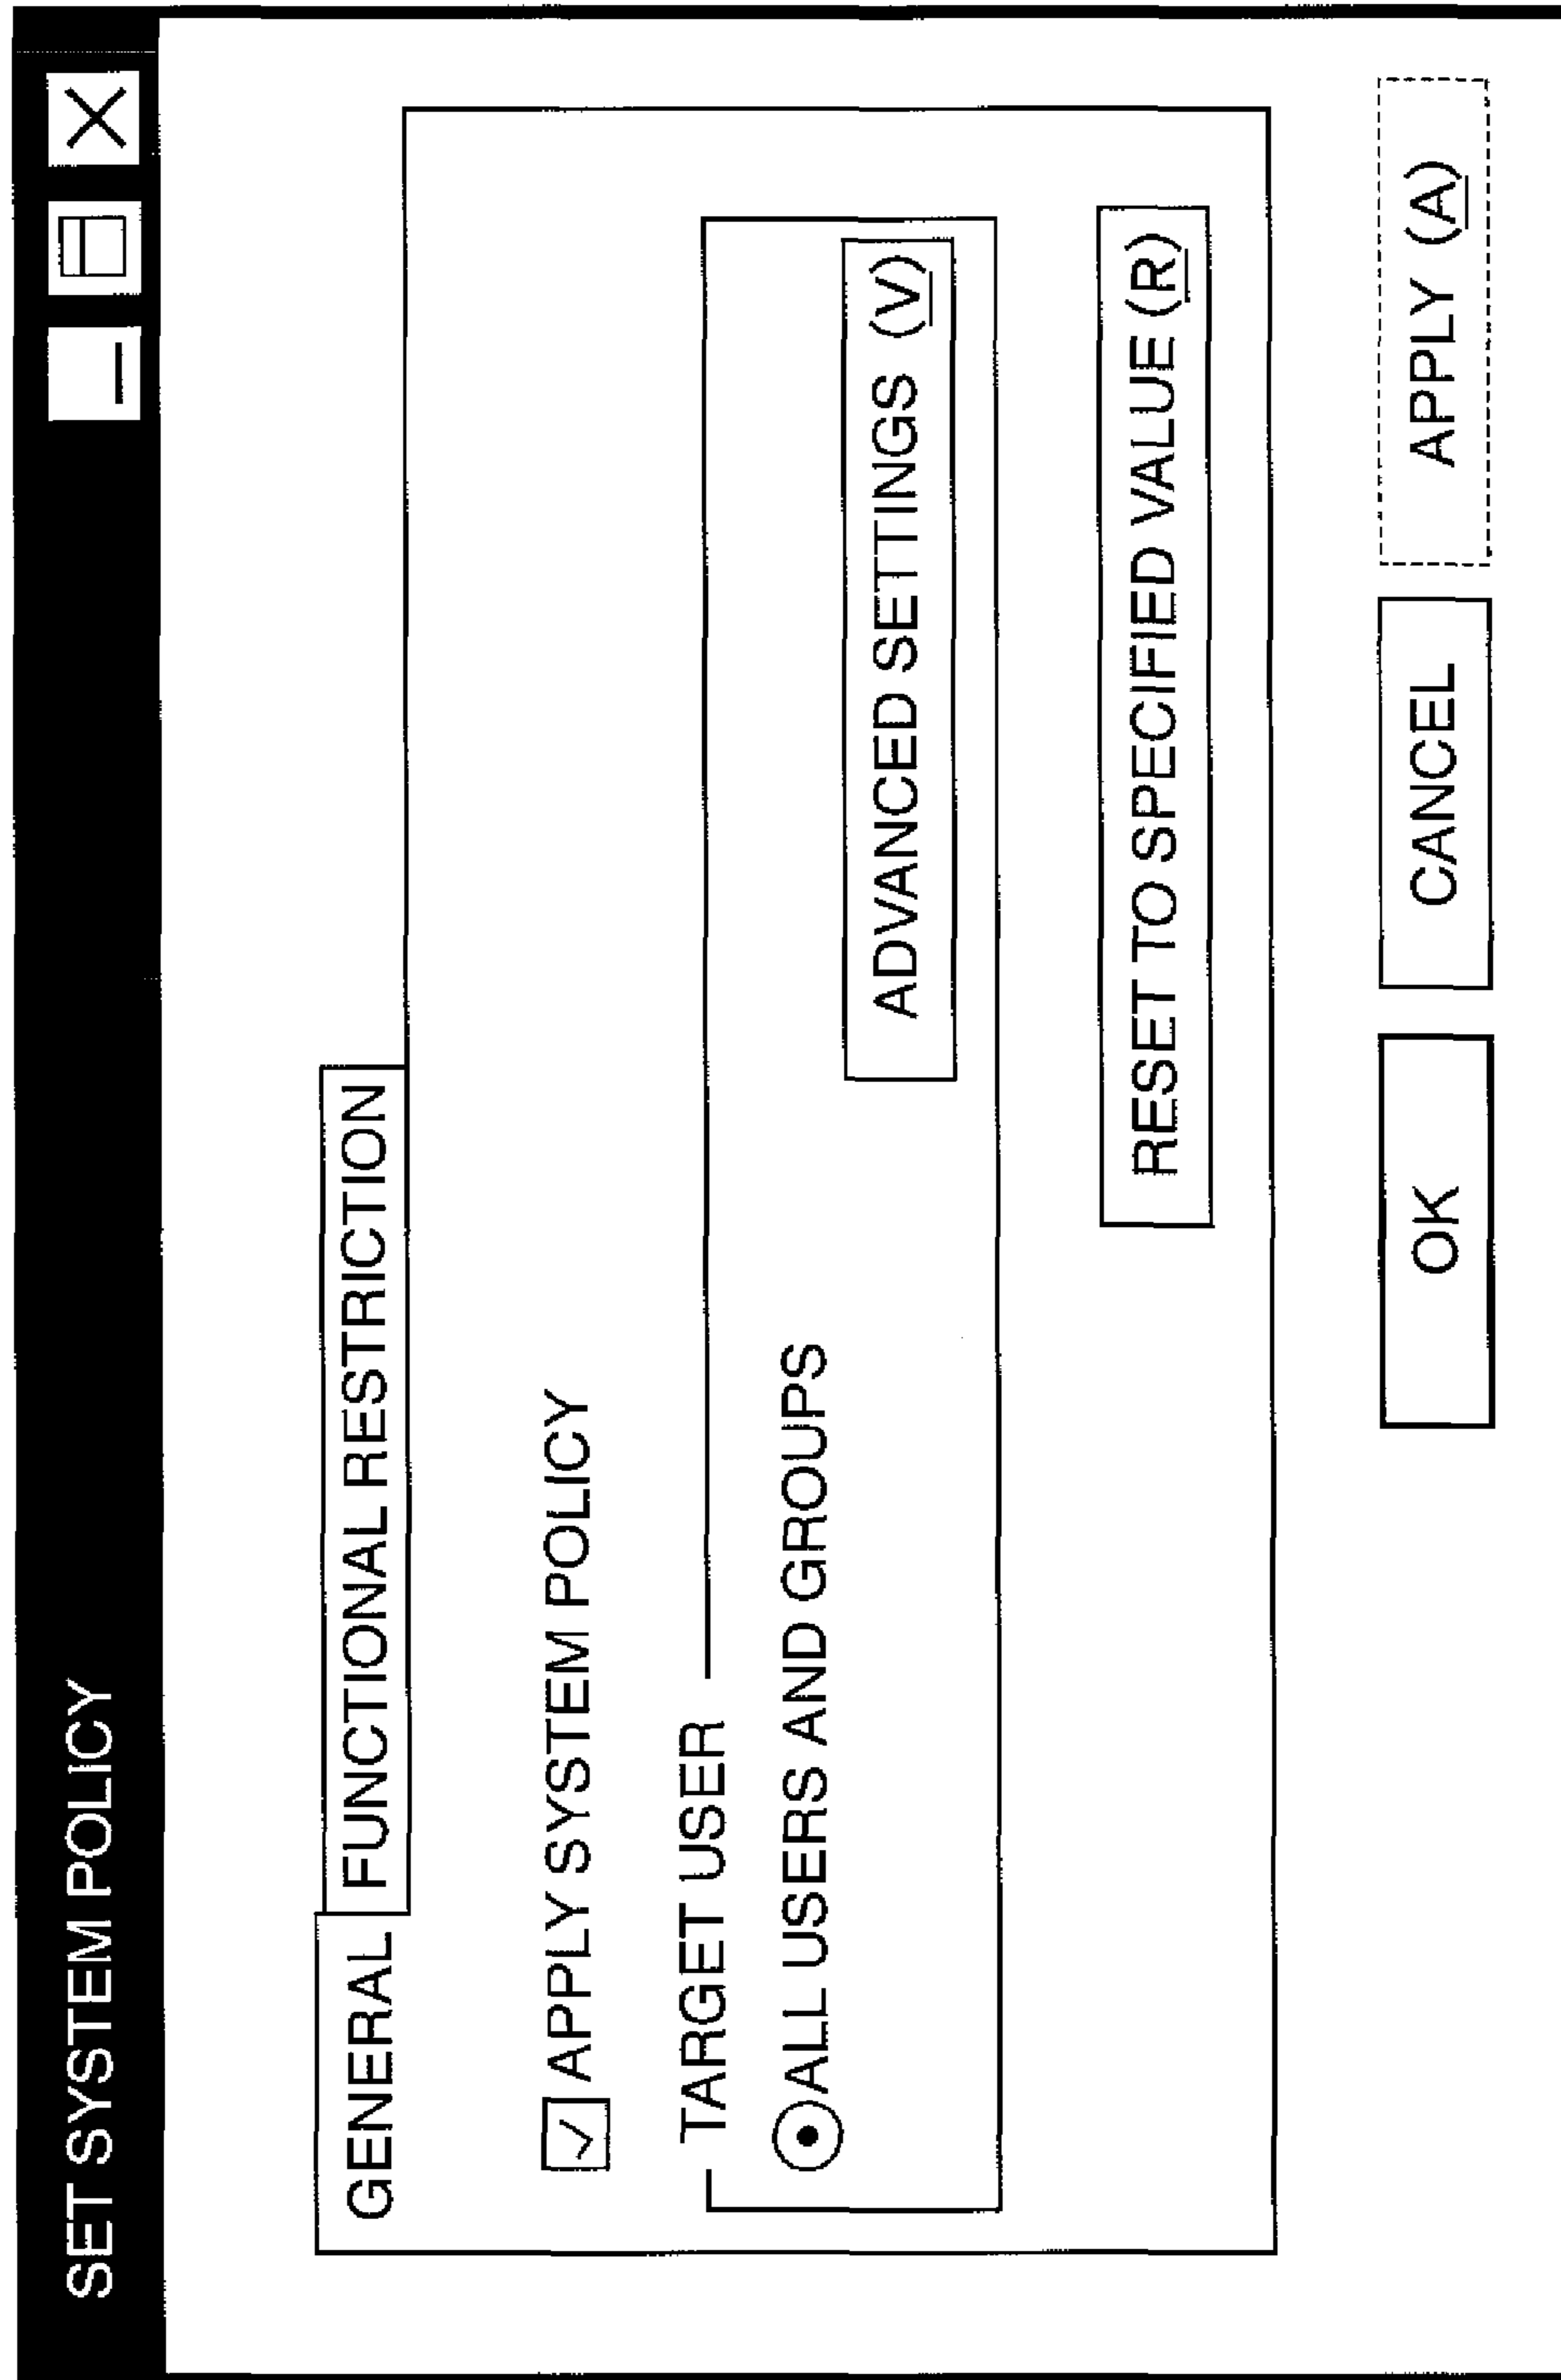 SET SYSTEM POLICY
GENERAL
FUNCTIONAL RESTRICTION
APPLY SYSTEM POLICY
TARGET USER
ALL USERS AND GROUPS
ADVANCED SETTINGS (V)
RESET TO SPECIFIED VALUE (R)
OK
CANCEL
APPLY (A)